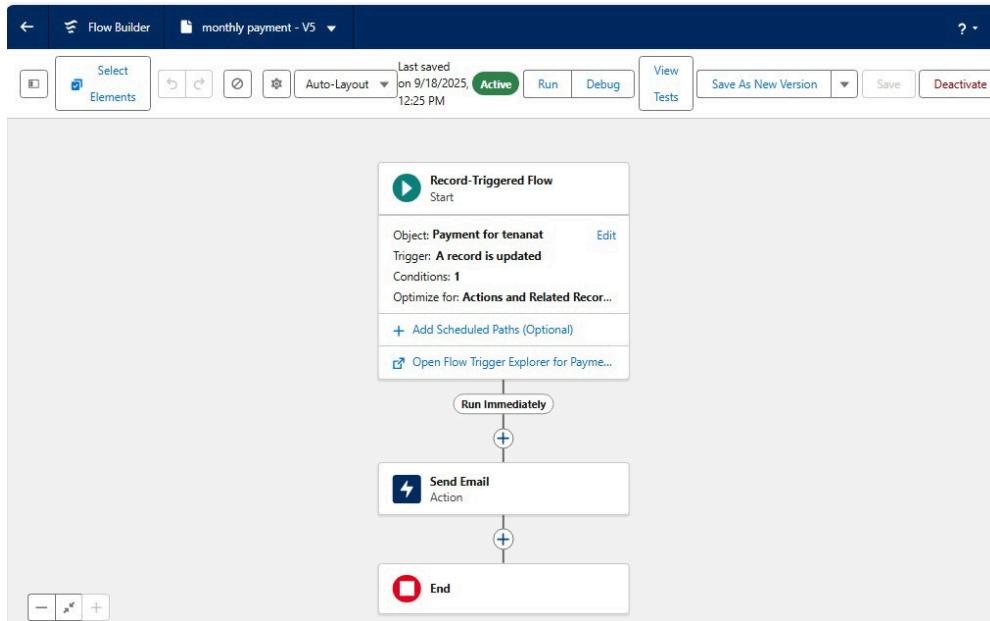 Flow Builder
monthly payment - V5
?
Select
Elements
Auto-Layout
Last saved
on 9/18/2025,
12:25 PM
Active
Run
Debug
View
Tests
Save As New Version
Save
Deactivate
Record-Triggered Flow
Start
Object: Payment for tenanat
Edit
Trigger: A record is updated
Conditions: 1
Optimize for: Actions and Related Recor...
+ Add Scheduled Paths (Optional)
Open Flow Trigger Explorer for Payme...
Run Immediately
Send Email
Action
End